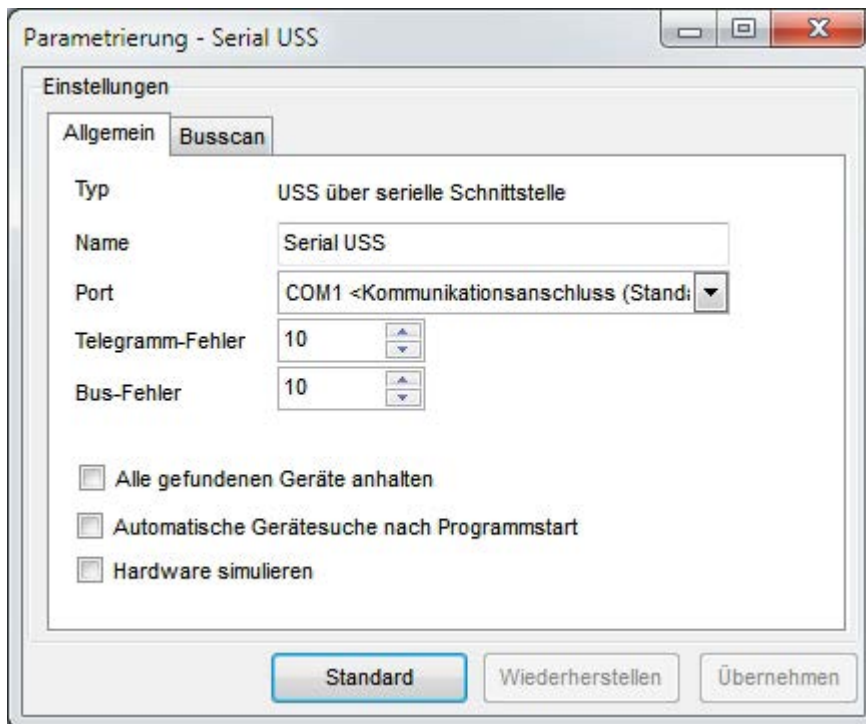 Parametrierung - Serial USS
Einstellungen
Allgemein Busscan
Typ USS über serielle Schnittstelle
Name Serial USS
Port COM1 <Kommunikationsanschluss (Standa
Telegramm-Fehler 10
Bus-Fehler 10
Alle gefundenen Geräte anhalten
Automatische Gerätesuche nach Programmstart
Hardware simulieren
Standard Wiederherstellen Übernehmen